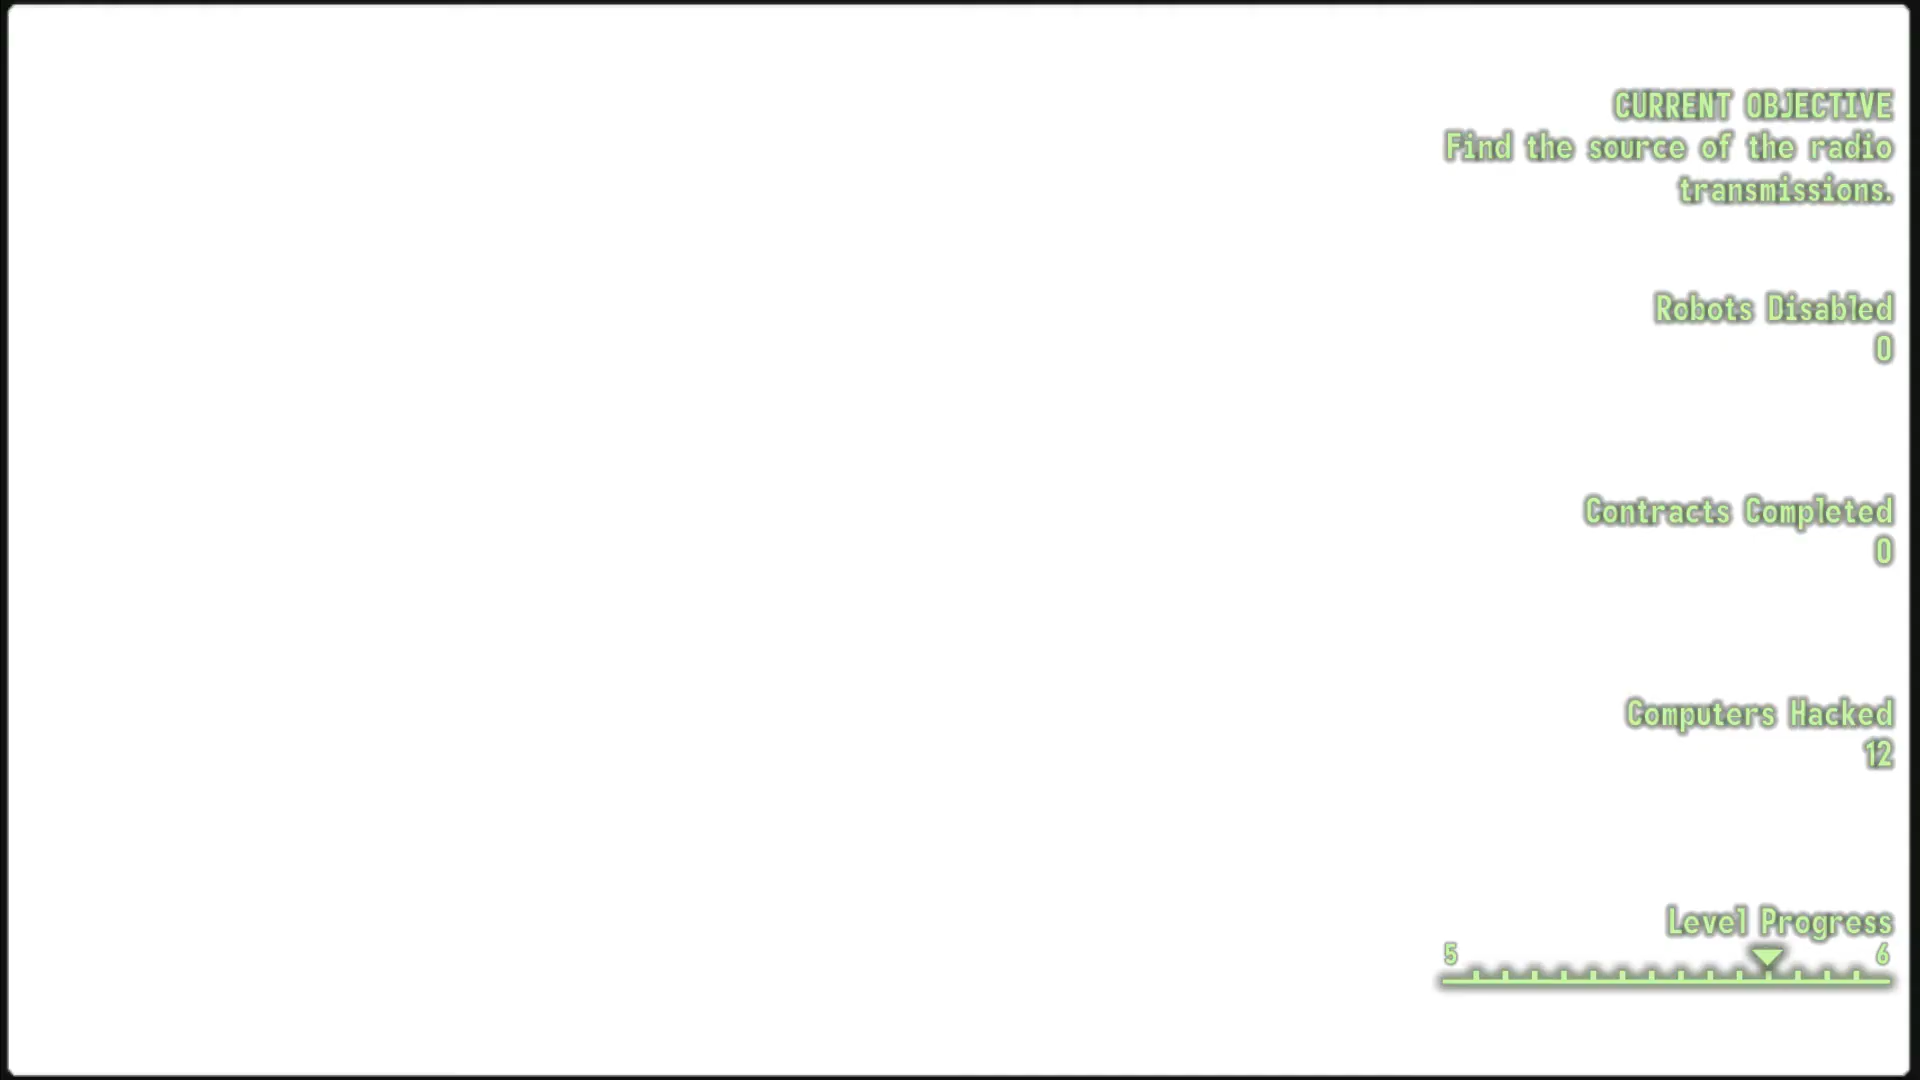 CURRENT OBJECTIVE
Find the source of the radio
transmissions.
Robots Disabled
0
Contracts Completed
0
Computers Hacked
12
Level Progress
5 6